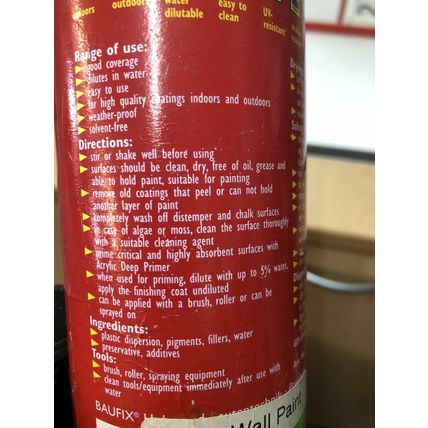 outdoors
water
dilutable
easy to
clean
UV-
resistant
Range of use:
good coverage
dilutes in water
easy to use
for high quality coatings indoors and outdoors
weather-proof
solvent-free
Directions:
stir or shake well before using
surfaces should be clean, dry, free of oil, grease and
able to hold paint, suitable for painting
remove old coatings that peel or can not hold
another layer of paint
completely wash off distemper and chalk surfaces
in case of algae or moss, clean the surface thoroughly
with a suitable cleaning agent
prime critical and highly absorbent surfaces with
Acrylic Deep Primer
when used for priming, dilute with up to 5% water,
apply the finishing coat undiluted
can be applied with a brush, roller or can be
sprayed on
Ingredients:
plastic dispersion, pigments, fillers, water
preservative, additives
Tools:
brush, roller, spraying equipment
clean tools/equipment immediately after use with
water
BAUFIX®
Wall Paint